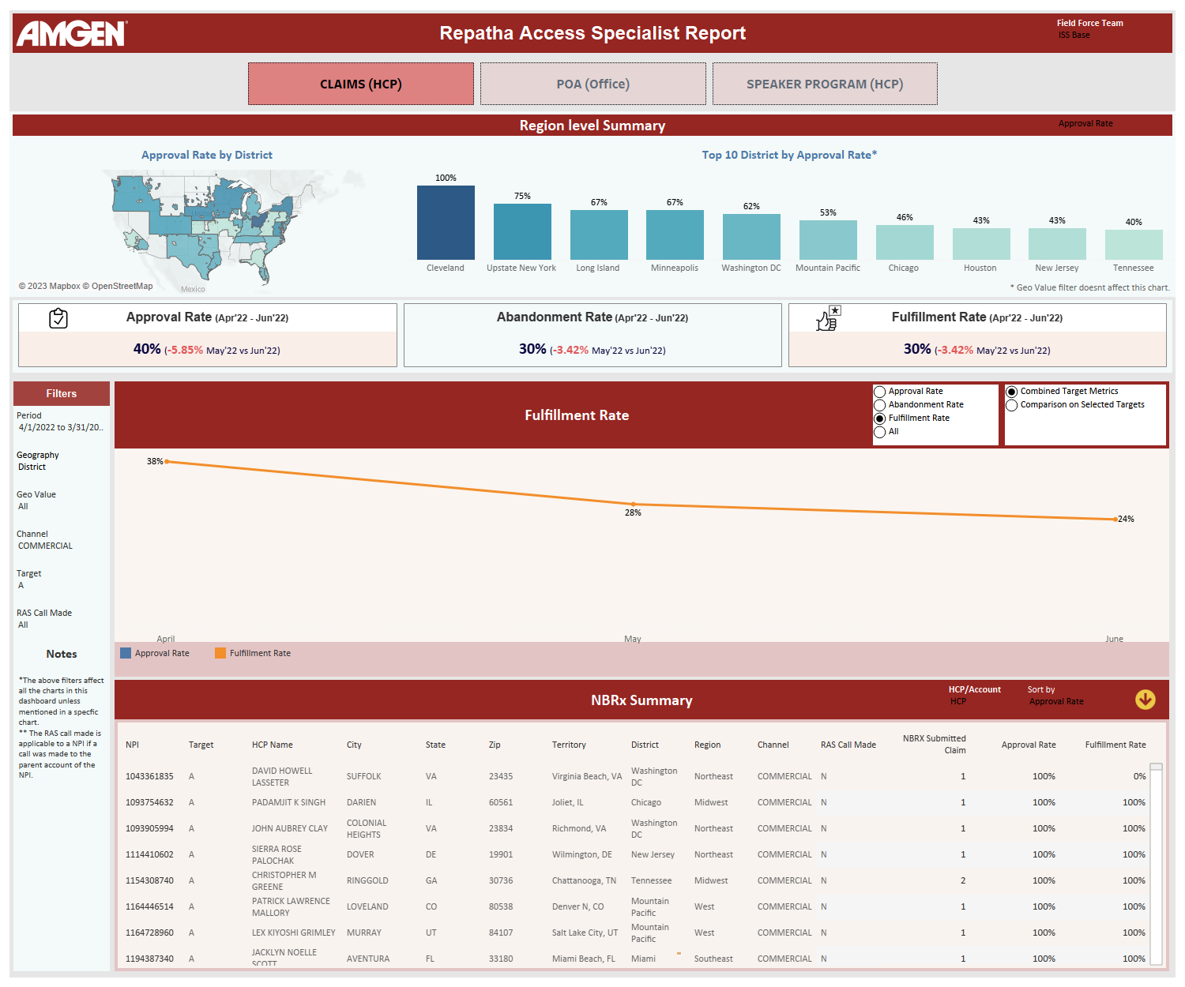 AMGEN®
Repatha Access Specialist Report
Field Force Team
ISS Base
CLAIMS (HCP)
POA (Office)
SPEAKER PROGRAM (HCP)
Region level Summary
Approval Rate
Approval Rate by District
Top 10 District by Approval Rate*
100%
75%
67%
67%
62%
53%
46%
43%
43%
40%
Cleveland
Upstate New York
Long Island
Minneapolis
Washington DC
Mountain Pacific
Chicago
Houston
New Jersey
Tennessee
© 2023 Mapbox © OpenStreetMap
Mexico
* Geo Value filter doesnt affect this chart.
Approval Rate (Apr'22 - Jun'22)
40% (-5.85% May'22 vs Jun'22)
Abandonment Rate (Apr'22 - Jun'22)
30% (-3.42% May'22 vs Jun'22)
Fulfillment Rate (Apr'22 - Jun'22)
30% (-3.42% May'22 vs Jun'22)
Filters
Period
4/1/2022 to 3/31/20..
Geography
District
Geo Value
All
Channel
COMMERCIAL
Target
A
RAS Call Made
All
Notes
*The above filters affect
all the charts in this
dashboard unless
mentioned in a specfic
chart.
** The RAS call made is
applicable to a NPI if a
call was made to the
parent account of the
NPI.
Fulfillment Rate
Approval Rate
Abandonment Rate
Fulfillment Rate
All
Combined Target Metrics
Comparison on Selected Targets
38%
28%
24%
April
May
June
Approval Rate
Fulfillment Rate
NBRx Summary
HCP/Account
HCP
Sort by
Approval Rate
NPI Target HCP Name City State Zip Territory District Region Channel RAS Call Made NBRX Submitted Claim Approval Rate Fulfillment Rate
1043361835 A DAVID HOWELL LASSETER SUFFOLK VA 23435 Virginia Beach, VA Washington DC Northeast COMMERCIAL N 1 100% 0%
1093754632 A PADAMJIT K SINGH DARIEN IL 60561 Joliet, IL Chicago Midwest COMMERCIAL N 1 100% 100%
1093905994 A JOHN AUBREY CLAY COLONIAL HEIGHTS VA 23834 Richmond, VA Washington DC Northeast COMMERCIAL N 1 100% 100%
1114410602 A SIERRA ROSE PALOCHAK DOVER DE 19901 Wilmington, DE New Jersey Northeast COMMERCIAL N 1 100% 100%
1154308740 A CHRISTOPHER M GREENE RINGGOLD GA 30736 Chattanooga, TN Tennessee Midwest COMMERCIAL N 2 100% 100%
1164446514 A PATRICK LAWRENCE MALLORY LOVELAND CO 80538 Denver N, CO Mountain Pacific West COMMERCIAL N 1 100% 100%
1164728960 A LEX KIYOSHI GRIMLEY MURRAY UT 84107 Salt Lake City, UT Mountain Pacific West COMMERCIAL N 1 100% 100%
1194387340 A JACKLYN NOELLE SCOTT AVENTURA FL 33180 Miami Beach, FL Miami Southeast COMMERCIAL N 1 100% 100%